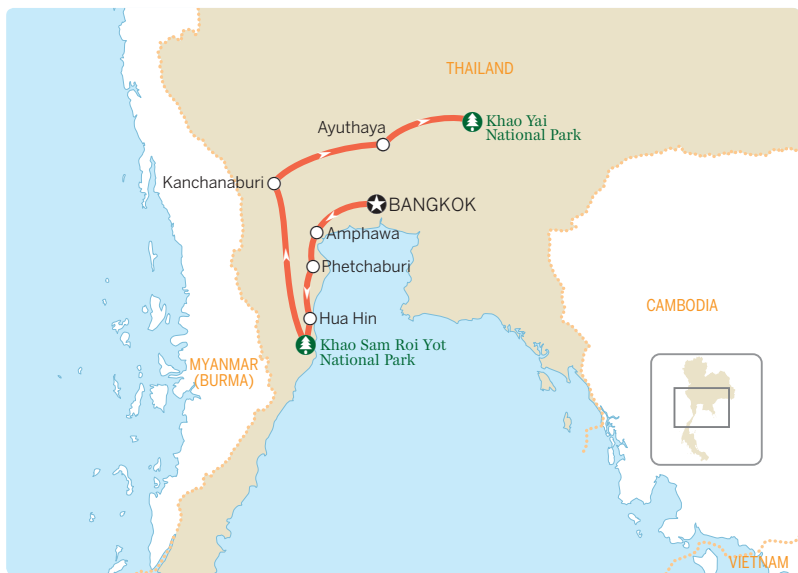 THAILAND
Khao Yai
National Park
Ayuthaya
Kanchanaburi
BANGKOK
Amphawa
Phetchaburi
Hua Hin
Khao Sam Roi Yot
National Park
MYANMAR
(BURMA)
CAMBODIA
VIETNAM